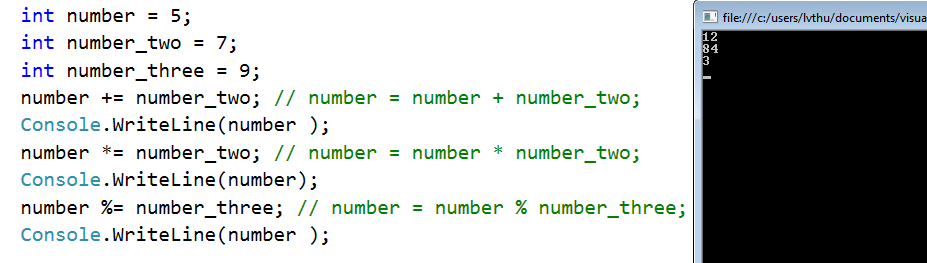 int number = 5;
int number_two = 7;
int number_three = 9;
number += number_two; // number = number + number_two;
Console.WriteLine(number );
number *= number_two; // number = number * number_two;
Console.WriteLine(number);
number %= number_three; // number = number % number_three;
Console.WriteLine(number );
file:///c:/users/lvthu/documents/visua
12
84
3